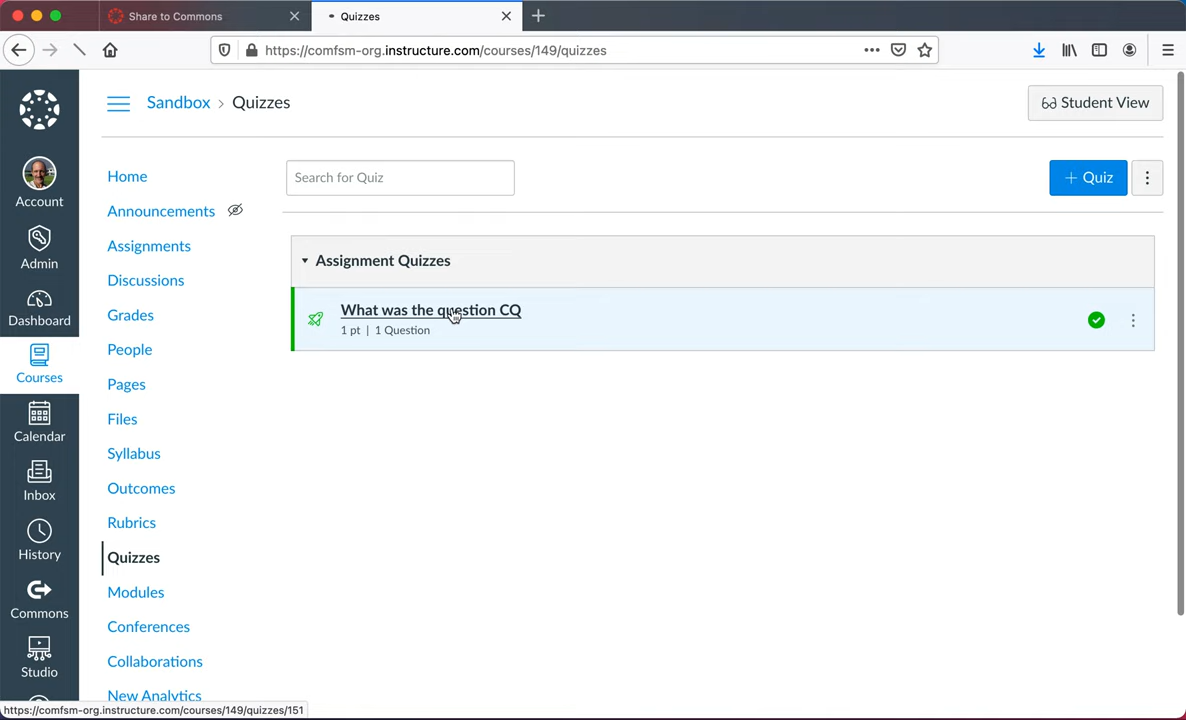 Share to Commons
Quizzes
https://comfsm-org.instructure.com/courses/149/quizzes
Sandbox > Quizzes
Student View
Account
Admin
Dashboard
Courses
Calendar
Inbox
History
Commons
Studio
Home
Announcements
Assignments
Discussions
Grades
People
Pages
Files
Syllabus
Outcomes
Rubrics
Quizzes
Modules
Conferences
Collaborations
New Analytics
Search for Quiz
+ Quiz
Assignment Quizzes
What was the question CQ
1 pt | 1 Question
https://comfsm-org.instructure.com/courses/149/quizzes/151